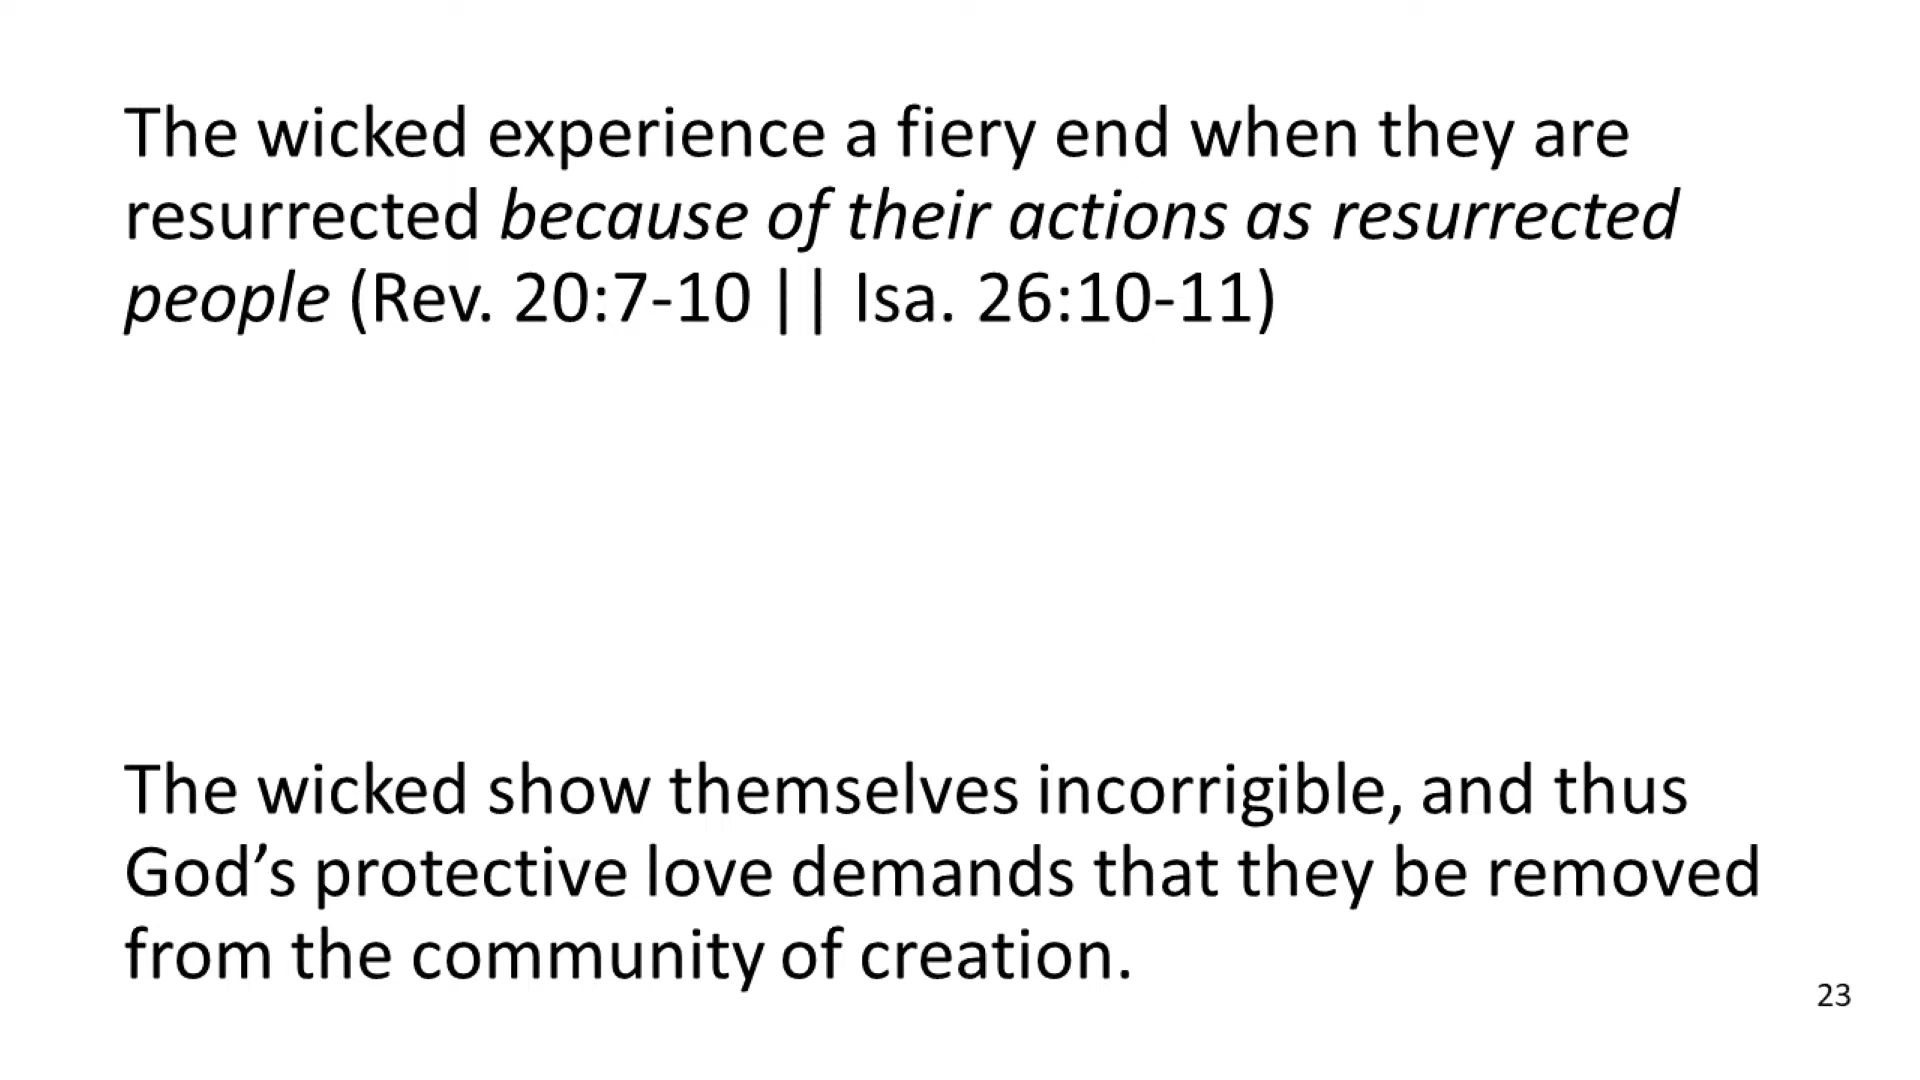 The wicked experience a fiery end when they are
resurrected because of their actions as resurrected
people (Rev. 20:7-10 || Isa. 26:10-11)
The wicked show themselves incorrigible, and thus
God’s protective love demands that they be removed
from the community of creation.
23